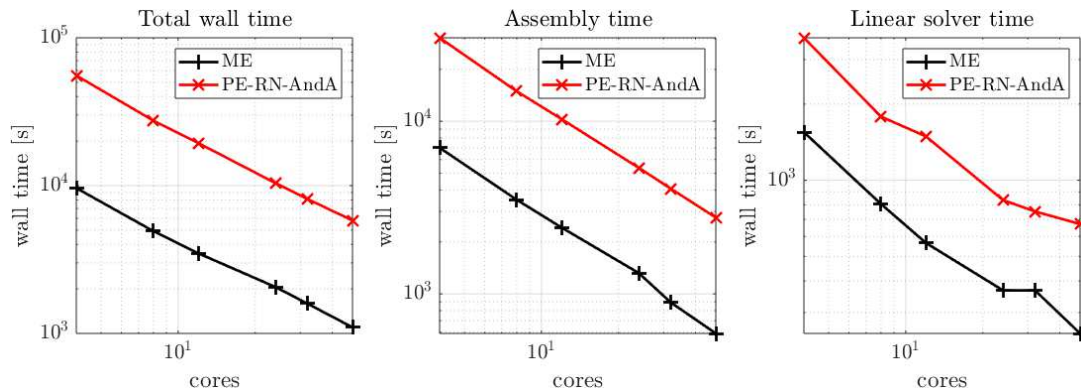 Total wall time
ME
PE-RN-AndA
10^5
10^4
10^3
wall time [s]
10^1
cores
Assembly time
ME
PE-RN-AndA
10^4
10^3
wall time [s]
10^1
cores
Linear solver time
ME
PE-RN-AndA
10^3
wall time [s]
10^1
cores